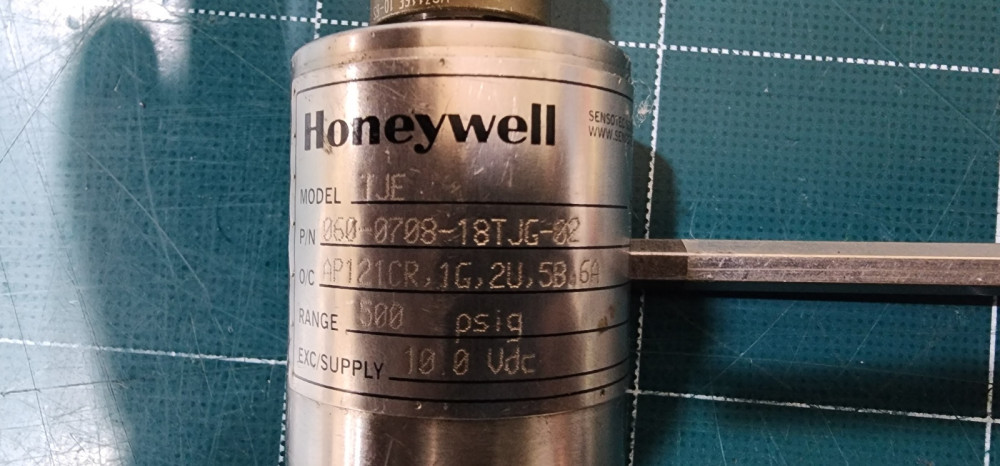 Honeywell
MODEL TJE
P/N 060-0708-18TJG-02
O/C AP121CR,1G,2U,5B,6A
RANGE 500 psig
EXC/SUPPLY 10.0 Vdc